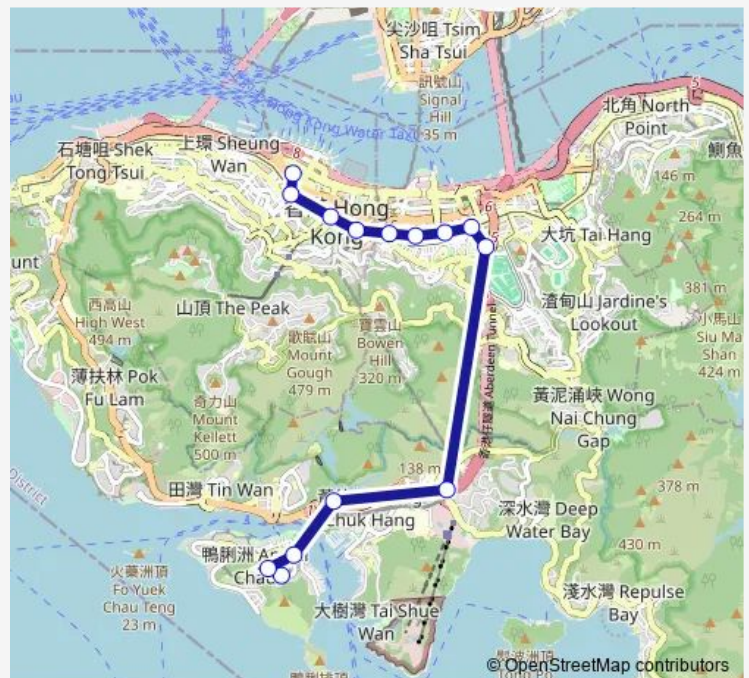 尖沙咀 Tsim
Sha Tsui
訊號山
Signal
Hill
35 m
北角 North
Point
石塘咀 Shek
Tong Tsui
上環 Sheung
Wan
8
5
146 m
264 m
Hong
Kong
大坑 Tai Hang
山頂 The Peak
西高山
High West
494 m
歌賦山
Mount
Gough
479 m
寶雲山
Bowen
Hill
320 m
渣甸山 Jardine's
Lookout
381 m
小馬山
Siu Ma
Shan
424 m
薄扶林 Pok
Fu Lam
奇力山
Mount
Kellett
500 m
香港仔隧道 Aberdeen Tunnel
黃泥涌峽 Wong
Nai Chung
Gap
138 m
田灣 Tin Wan
Chuk Hang
深水灣 Deep
Water Bay
378 m
430 m
District
鴨脷洲
火藥洲頂
Fo Yuek
Chau Teng
23 m
大樹灣 Tai Shue
Wan
淺水灣 Repulse
Bay
© OpenStreetMap contributors